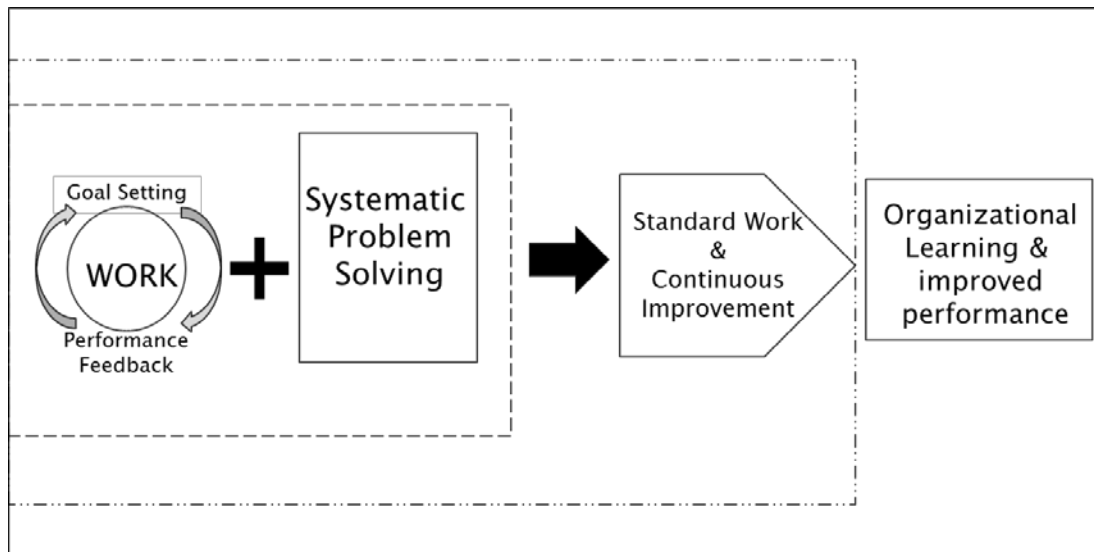 Goal Setting
WORK
Performance
Feedback
Systematic
Problem
Solving
Standard Work
&
Continuous
Improvement
Organizational
Learning &
improved
performance